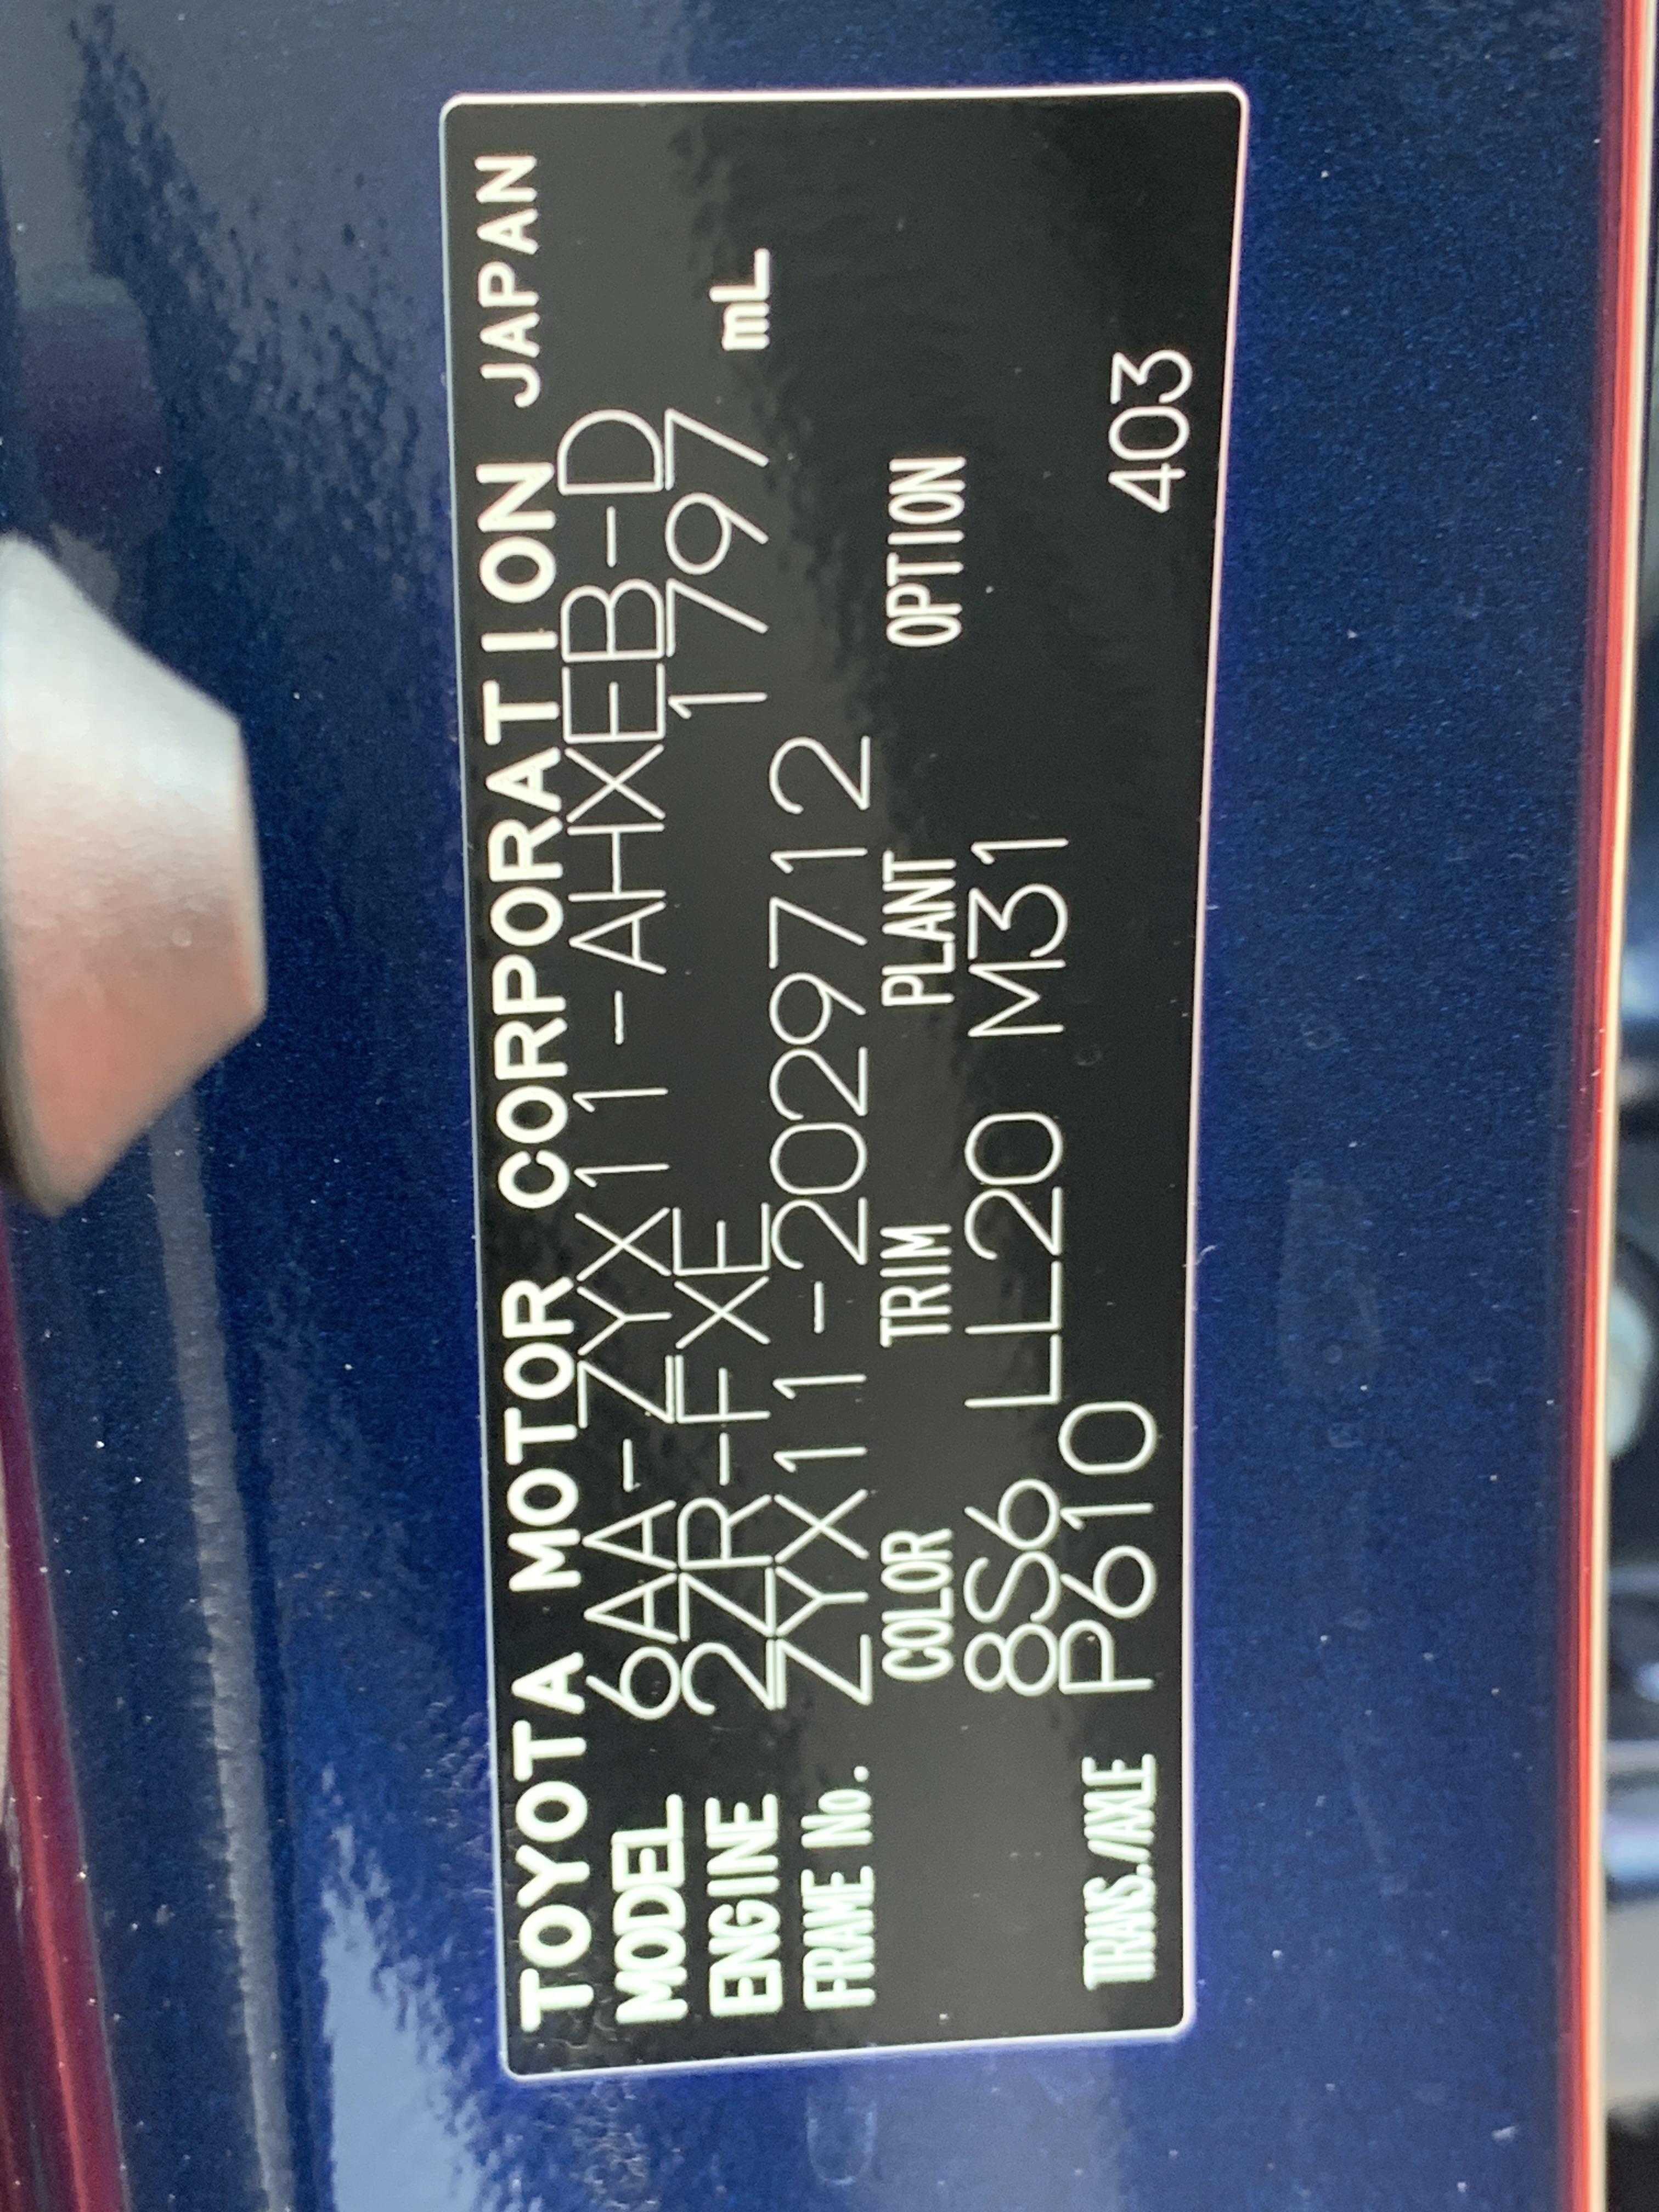 TOYOTA MOTOR CORPORATION JAPAN
MODEL 6AA-ZYX11-AHXEB-D
ENGINE 2ZR-FXE 1797 mL
FRAME No. ZYX11-2029712
COLOR TRIM PLANT OPTION
8S6 LL20 M31
TRANS./AXLE P610 403